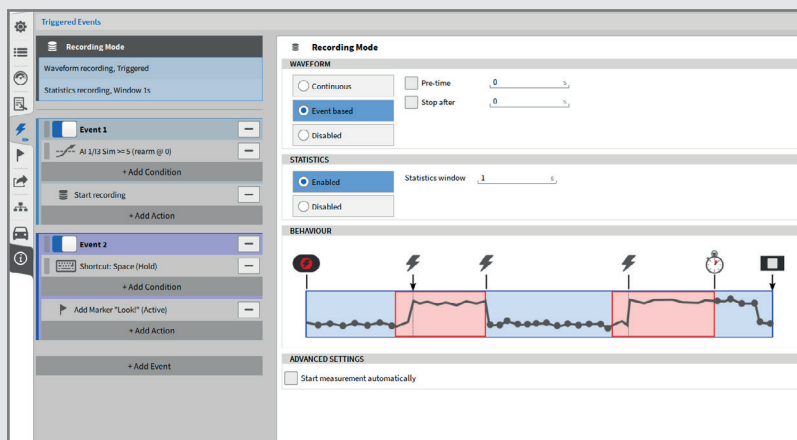 Triggered Events
Recording Mode
Waveform recording, Triggered
Statistics recording, Window 1s
Event 1
AI 1/I3 Sim >= 5 (rearm @ 0)
+ Add Condition
Start recording
+ Add Action
Event 2
Shortcut: Space (Hold)
+ Add Condition
Add Marker "Look!" (Active)
+ Add Action
+ Add Event
Recording Mode
WAVEFORM
Continuous
Pre-time 0 s
Event based
Stop after 0 s
Disabled
STATISTICS
Enabled
Statistics window 1 s
Disabled
BEHAVIOUR
ADVANCED SETTINGS
Start measurement automatically